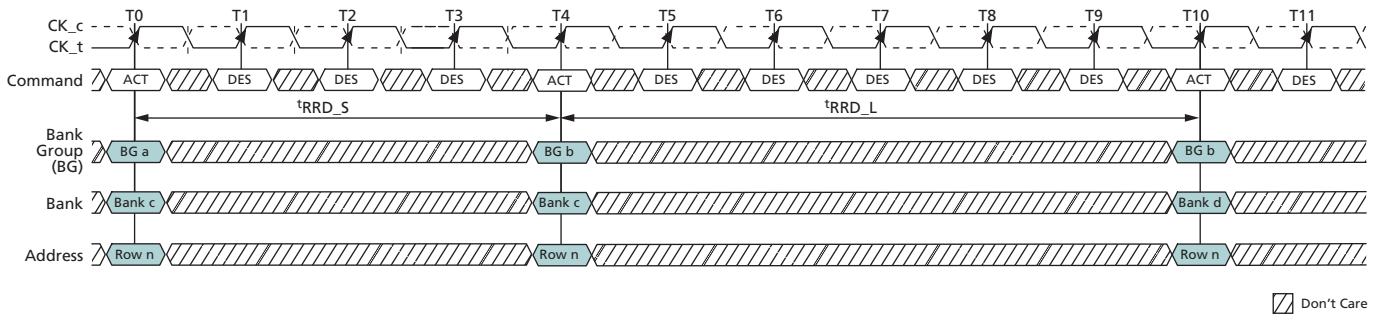 T0 T1 T2 T3 T4 T5 T6 T7 T8 T9 T10 T11
CK_c
CK_t
Command ACT DES DES DES ACT DES DES DES DES DES ACT DES
tRRD_S tRRD_L
Bank
Group
(BG)
BG a BG b BG b
Bank Bank c Bank c Bank d
Address Row n Row n Row n
Don't Care